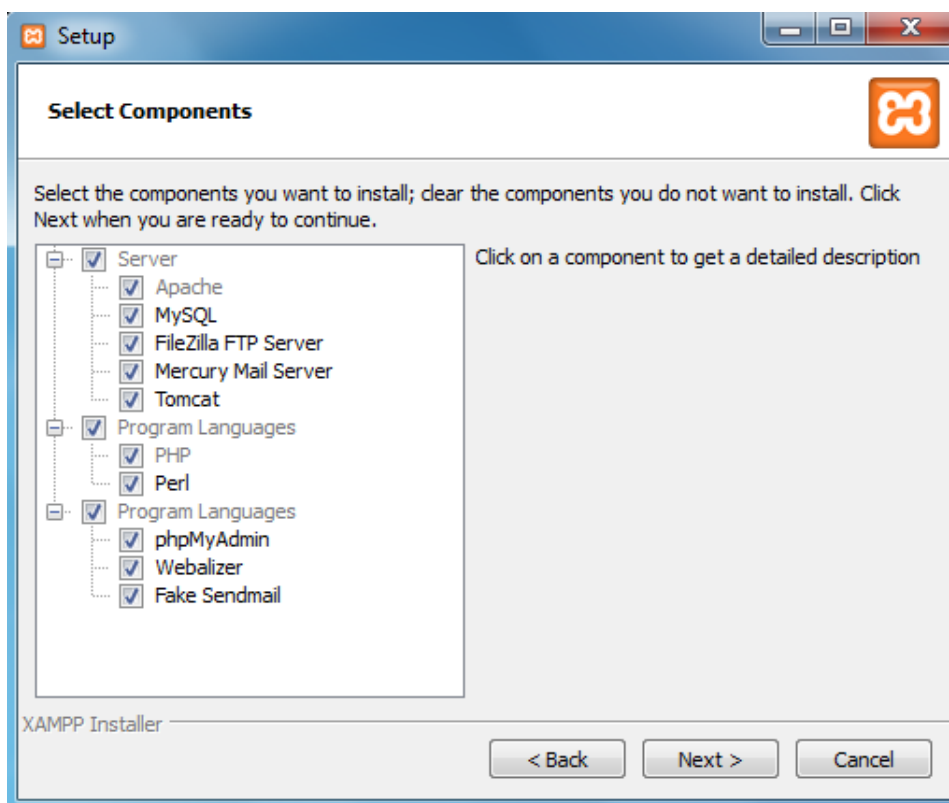 Setup
Select Components
Select the components you want to install; clear the components you do not want to install. Click
Next when you are ready to continue.
Server
Apache
MySQL
FileZilla FTP Server
Mercury Mail Server
Tomcat
Program Languages
PHP
Perl
Program Languages
phpMyAdmin
Webalizer
Fake Sendmail
Click on a component to get a detailed description
XAMPP Installer
< Back
Next >
Cancel